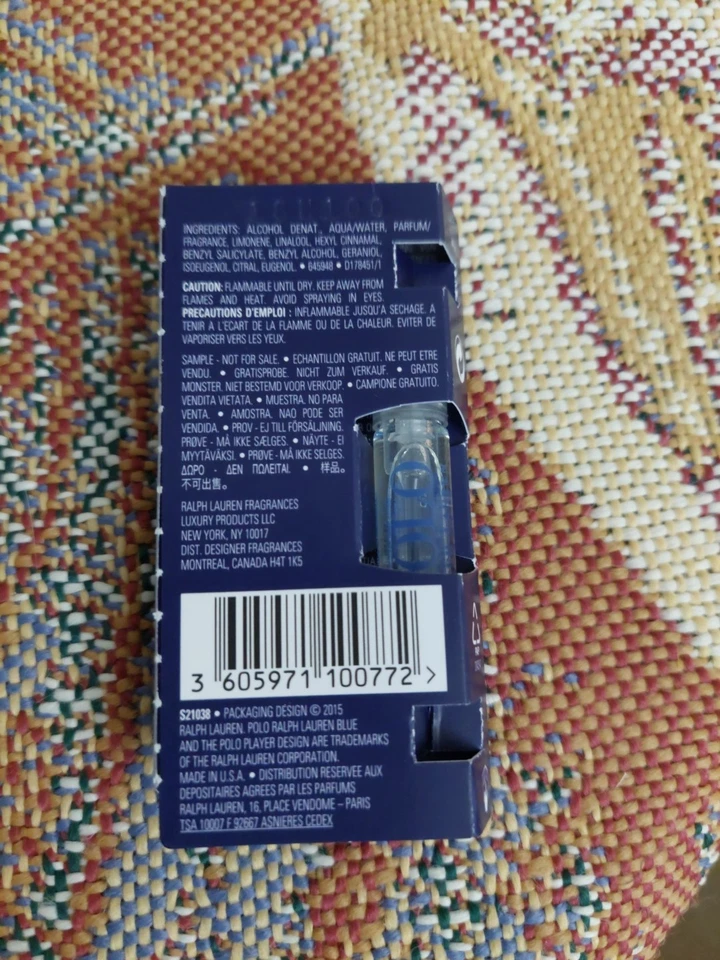 INGREDIENTS: ALCOHOL DENAT., AQUA/WATER, PARFUM/
FRAGRANCE, LIMONENE, LINALOOL, HEXYL CINNAMAL,
BENZYL SALICYLATE, BENZYL ALCOHOL, GERANIOL,
ISOEUGENOL, CITRAL, EUGENOL. • 645948 • D178451/1
CAUTION: FLAMMABLE UNTIL DRY. KEEP AWAY FROM
FLAMES AND HEAT. AVOID SPRAYING IN EYES.
PRECAUTIONS D'EMPLOI : INFLAMMABLE JUSQU'A SECHAGE. A
TENIR A L'ECART DE LA FLAMME OU DE LA CHALEUR. EVITER DE
VAPORISER VERS LES YEUX.
SAMPLE - NOT FOR SALE. • ECHANTILLON GRATUIT. NE PEUT ETRE
VENDU. • GRATISPROBE. NICHT ZUM VERKAUF. • GRATIS
MONSTER. NIET BESTEMD VOOR VERKOOP. • CAMPIONE GRATUITO.
VENDITA VIETATA. • MUESTRA. NO PARA
VENTA. • AMOSTRA. NAO PODE SER
VENDIDA. • PROV - EJ TILL FÖRSÄLJNING.
PRØVE - MÅ IKKE SÆLGES. • NÄYTE - EI
MYYTÄVÄKSI. • PRØVE - MÅ IKKE SELGES.
ΔΩΡΟ - ΔΕΝ ΠΩΛΕΙΤΑΙ. • 样品。
不可出售。
RALPH LAUREN FRAGRANCES
LUXURY PRODUCTS LLC
NEW YORK, NY 10017
DIST. DESIGNER FRAGRANCES
MONTREAL, CANADA H4T 1K5
3 605971 100772 >
S21038 • PACKAGING DESIGN © 2015
RALPH LAUREN. POLO RALPH LAUREN BLUE
AND THE POLO PLAYER DESIGN ARE TRADEMARKS
OF THE RALPH LAUREN CORPORATION.
MADE IN U.S.A. • DISTRIBUTION RESERVEE AUX
DEPOSITAIRES AGREES PAR LES PARFUMS
RALPH LAUREN, 16, PLACE VENDOME – PARIS
TSA 10007 F 92667 ASNIERES CEDEX